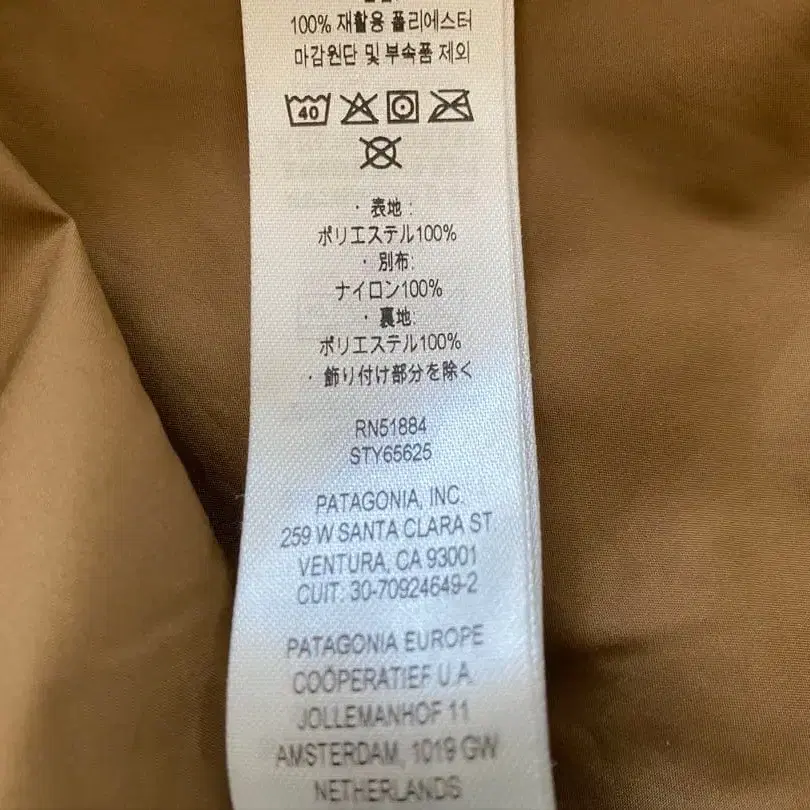 100% 재활용 폴리에스터
마감원단 및 부속품 제외
40
· 表地 :
ポリエステル100%
· 別布:
ナイロン100%
· 裏地:
ポリエステル100%
· 飾り付け部分を除く
RN51884
STY65625
PATAGONIA, INC.
259 W SANTA CLARA ST
VENTURA, CA 93001
CUIT: 30-70924649-2
PATAGONIA EUROPE
COÖPERATIEF U.A.
JOLLEMANHOF 11
AMSTERDAM, 1019 GW
NETHERLANDS